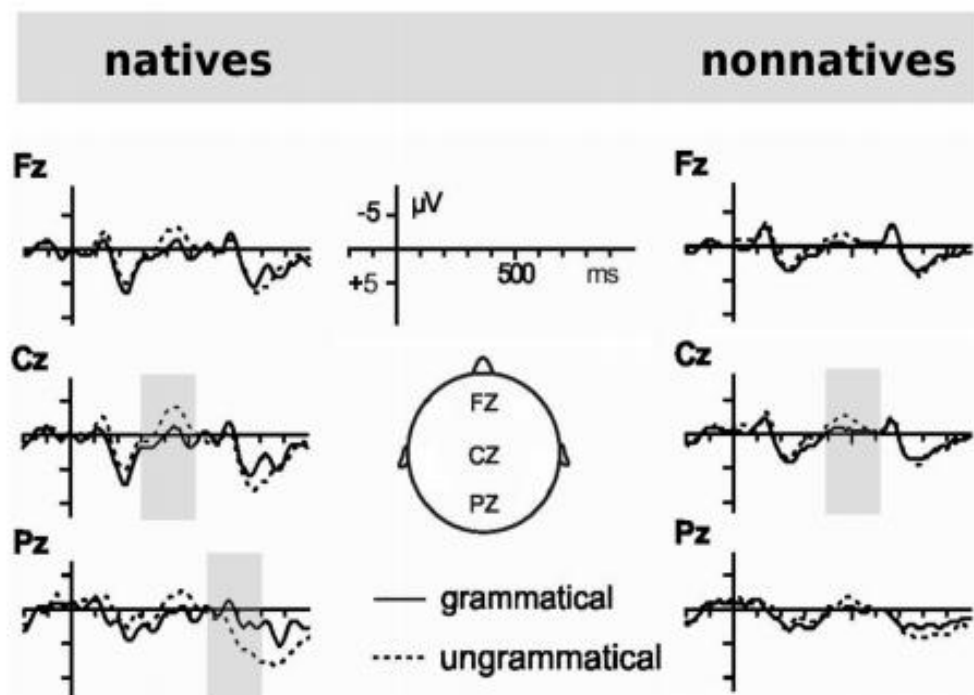 natives
nonnatives
Fz
-5 µV
+5
500 ms
Fz
Cz
FZ
CZ
PZ
Cz
Pz
grammatical
ungrammatical
Pz